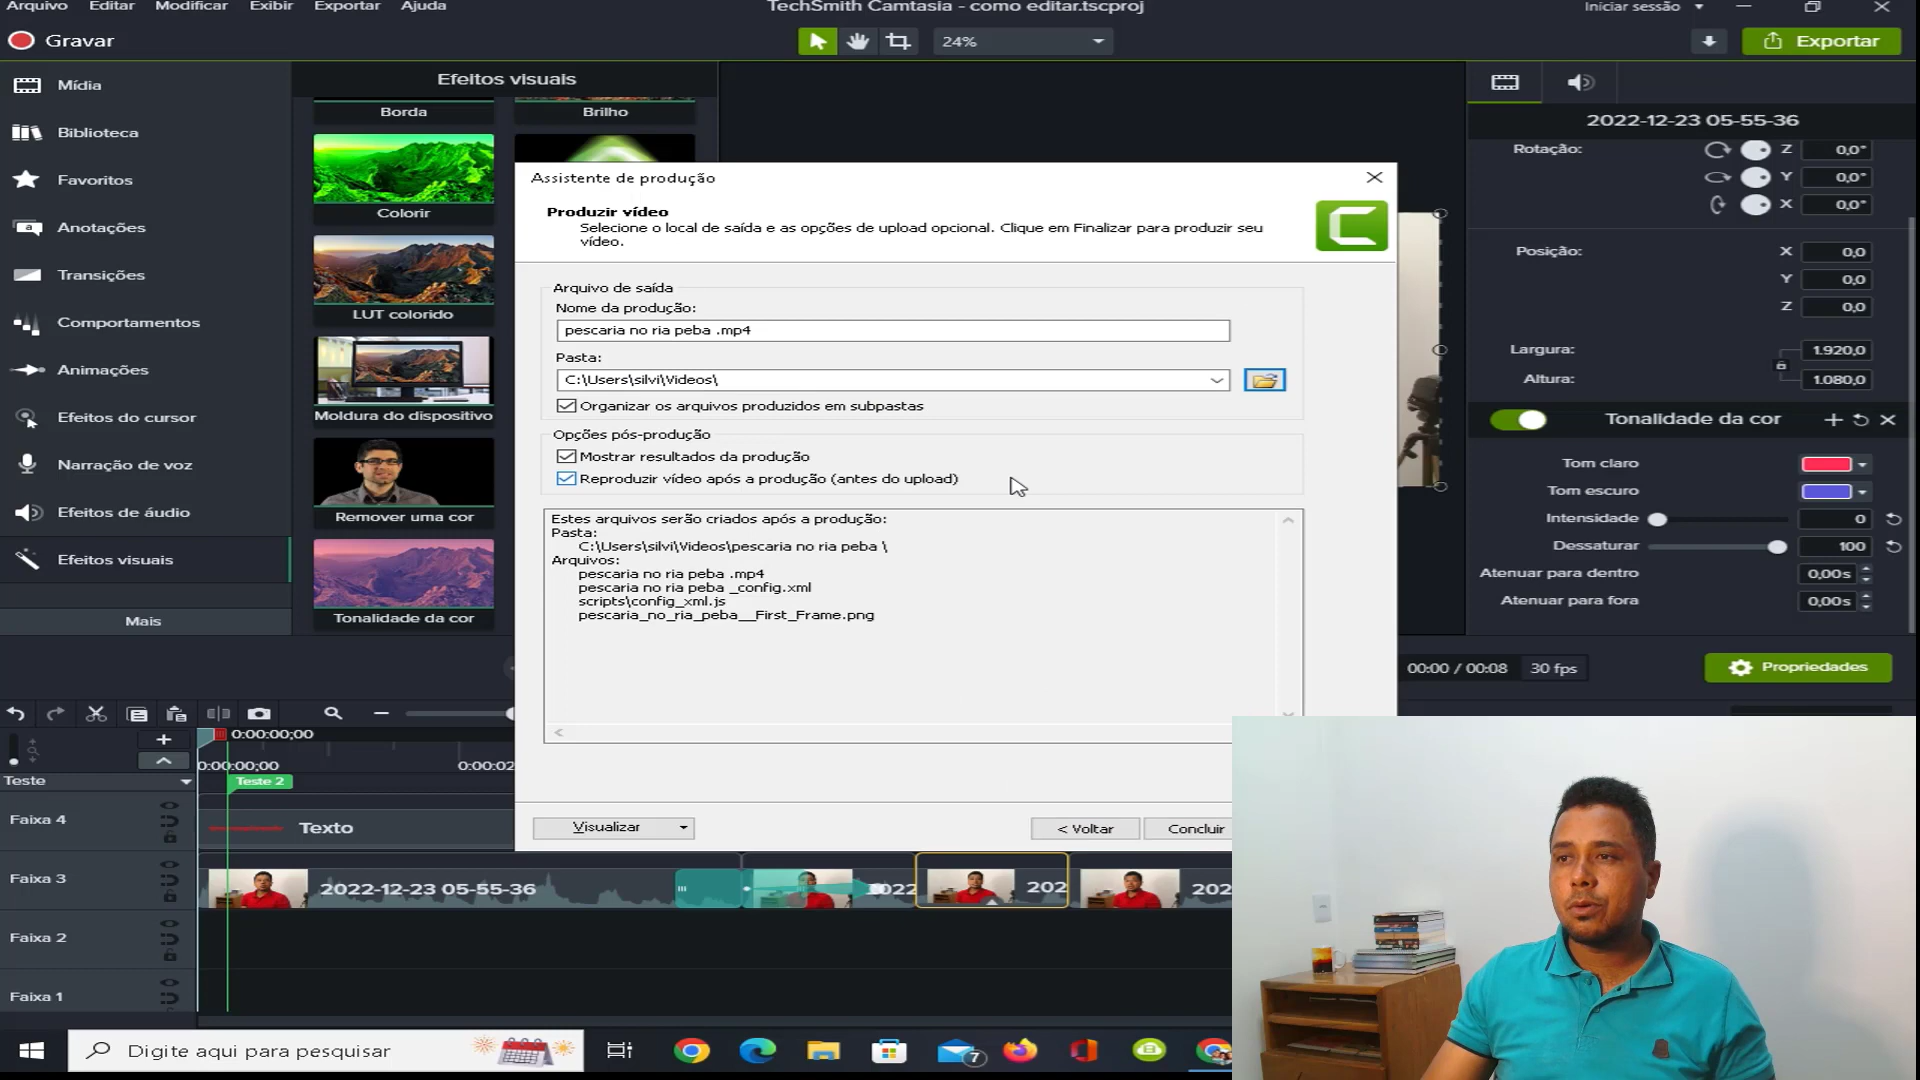 Arquivo Editar Modificar Exibir Exportar Ajuda
TechSmith Camtasia - como editar.tscproj
Iniciar sessão
Gravar
24%
Exportar
Mídia
Biblioteca
Favoritos
Anotações
Transições
Comportamentos
Animações
Efeitos do cursor
Narração de voz
Efeitos de áudio
Efeitos visuais
Mais
Efeitos visuais
Borda
Brilho
Colorir
LUT colorido
Moldura do dispositivo
Remover uma cor
Tonalidade da cor
Assistente de produção
Produzir vídeo
Selecione o local de saída e as opções de upload opcional. Clique em Finalizar para produzir seu
vídeo.
Arquivo de saída
Nome da produção:
pescaria no ria peba .mp4
Pasta:
C:\Users\silvi\Videos\
Organizar os arquivos produzidos em subpastas
Opções pós-produção
Mostrar resultados da produção
Reproduzir vídeo após a produção (antes do upload)
Estes arquivos serão criados após a produção:
Pasta:
C:\Users\silvi\Videos\pescaria no ria peba \
Arquivos:
pescaria no ria peba .mp4
pescaria no ria peba _config.xml
scripts\config_xml.js
pescaria_no_ria_peba__First_Frame.png
Visualizar
< Voltar
Concluir
2022-12-23 05-55-36
Rotação:
Z 0,0°
Y 0,0°
X 0,0°
Posição:
X 0,0
Y 0,0
Z 0,0
Largura: 1.920,0
Altura: 1.080,0
Tonalidade da cor
Tom claro
Tom escuro
Intensidade 0
Dessaturar 100
Atenuar para dentro 0,00s
Atenuar para fora 0,00s
00:00 / 00:08 30 fps
Propriedades
0:00:00;00
0:00:00;00 0:00:02
Teste
Teste 2
Faixa 4
Texto
Faixa 3
2022-12-23 05-55-36
2022
202
202
Faixa 2
Faixa 1
Digite aqui para pesquisar
7